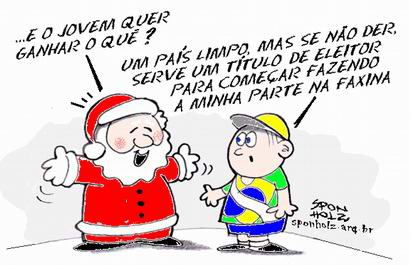 ...E O JOVEM QUER
GANHAR O QUÊ?
UM PAÍS LIMPO, MAS SE NÃO DER,
SERVE UM TÍTULO DE ELEITOR
PARA COMEÇAR FAZENDO
A MINHA PARTE NA FAXINA
SPON
HOLZ
sponholz.arq.br